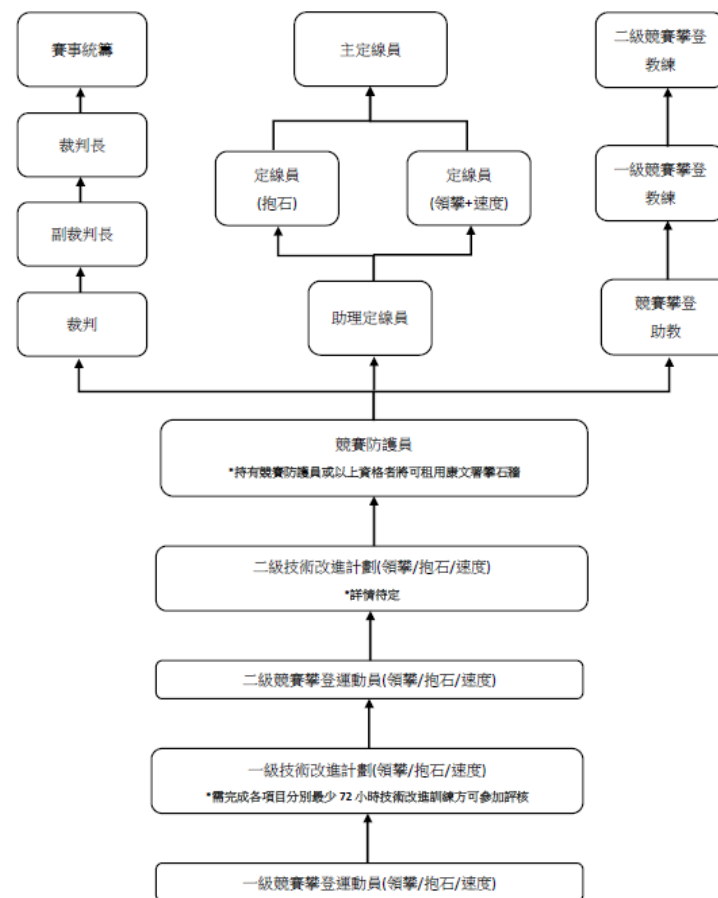 賽事統籌
主定線員
二級競賽攀登
教練
裁判長
定線員
(抱石)
定線員
(領攀+速度)
一級競賽攀登
教練
副裁判長
裁判
助理定線員
競賽攀登
助教
競賽防護員
*持有競賽防護員或以上資格者將可租用康文署攀石牆
二級技術改進計劃(領攀/抱石/速度)
*詳情待定
二級競賽攀登運動員(領攀/抱石/速度)
一級技術改進計劃(領攀/抱石/速度)
*需完成各項目分別最少 72 小時技術改進訓練方可參加評核
一級競賽攀登運動員(領攀/抱石/速度)